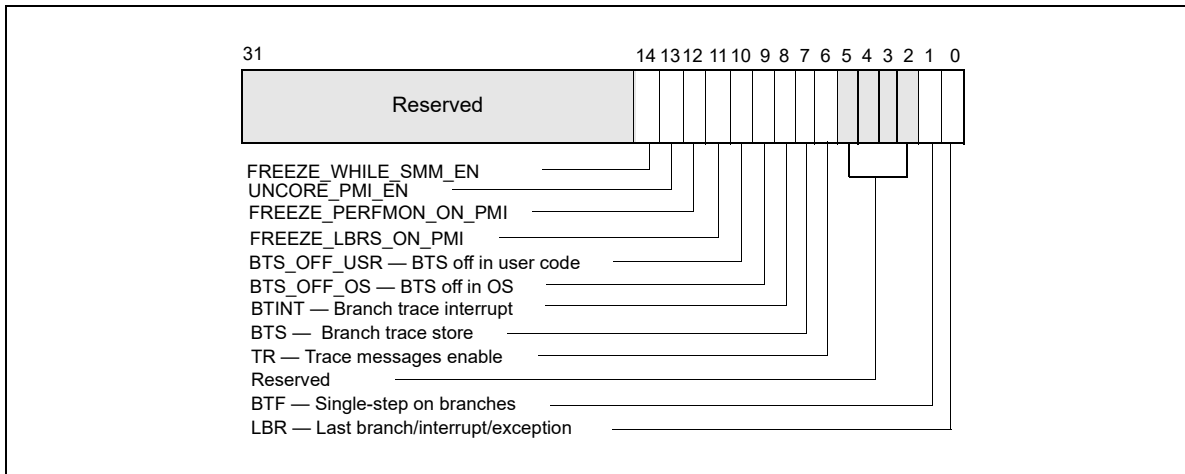 31 14 13 12 11 10 9 8 7 6 5 4 3 2 1 0
Reserved
FREEZE_WHILE_SMM_EN
UNCORE_PMI_EN
FREEZE_PERFMON_ON_PMI
FREEZE_LBRS_ON_PMI
BTS_OFF_USR — BTS off in user code
BTS_OFF_OS — BTS off in OS
BTINT — Branch trace interrupt
BTS — Branch trace store
TR — Trace messages enable
Reserved
BTF — Single-step on branches
LBR — Last branch/interrupt/exception